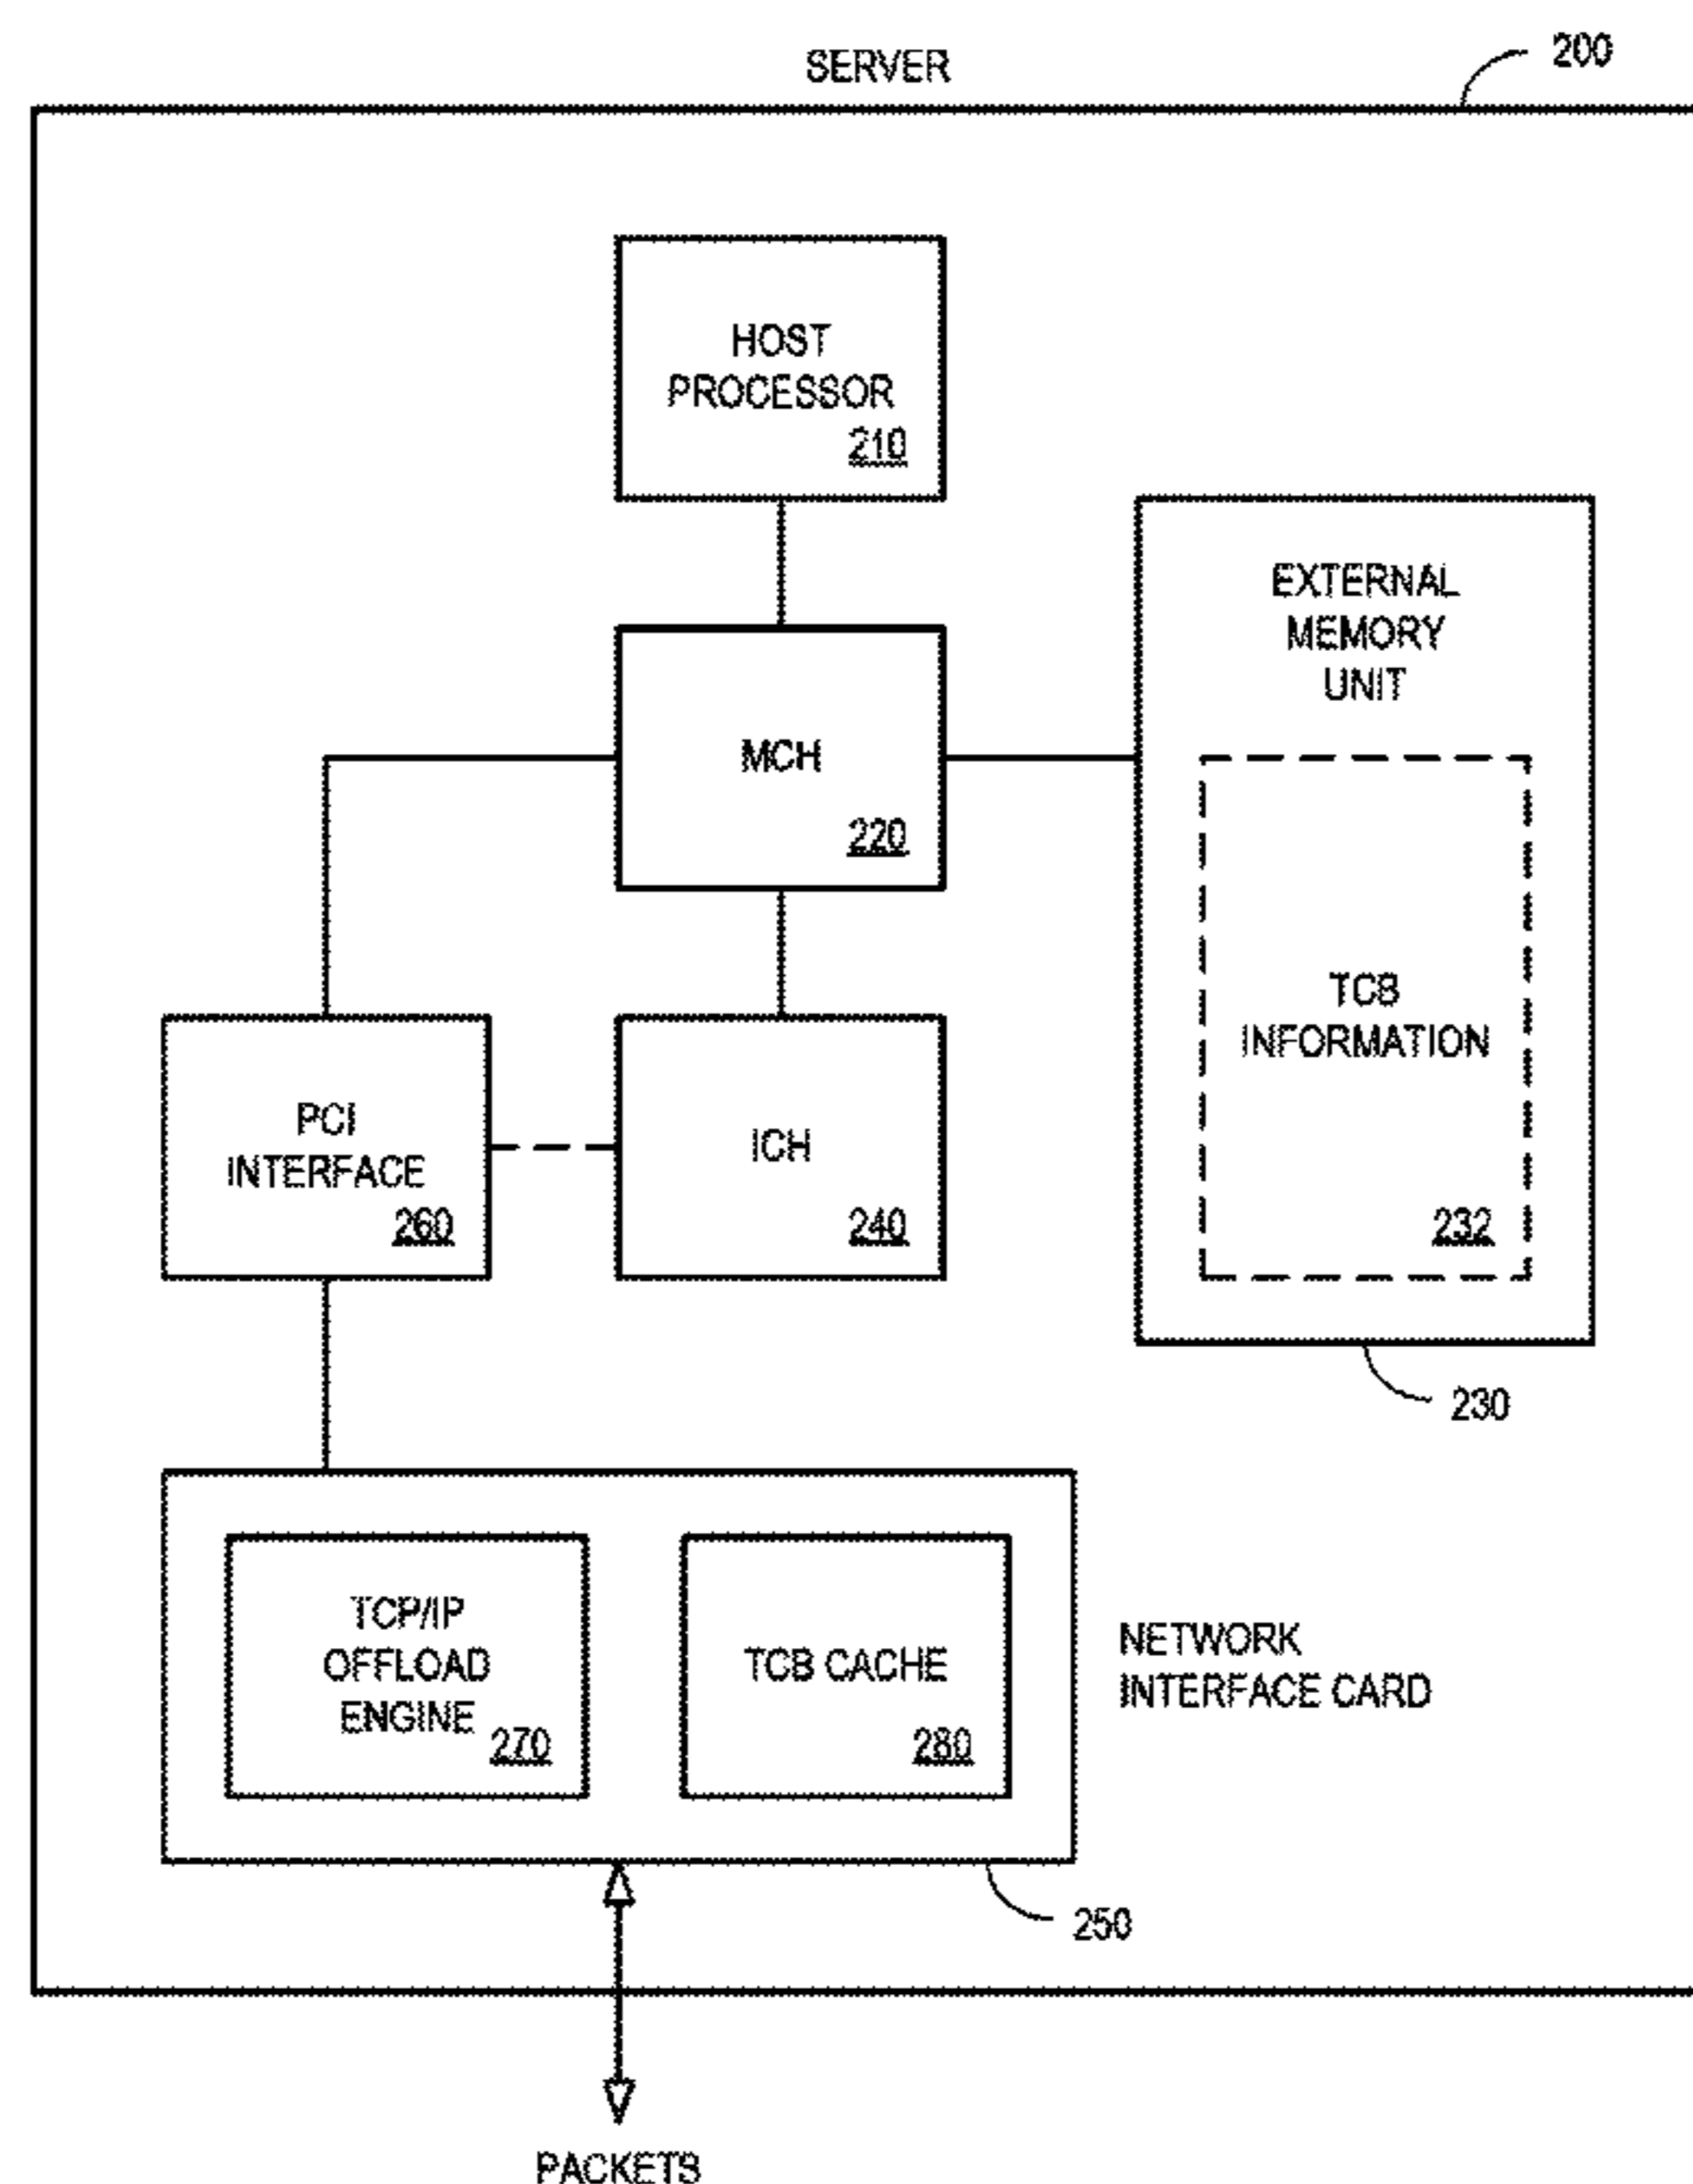 SERVER
200
HOST
PROCESSOR
210
EXTERNAL
MEMORY
UNIT
MCH
220
TCB
INFORMATION
232
PCI
INTERFACE
260
ICH
240
230
TCP/IP
OFFLOAD
ENGINE
270
TCB CACHE
280
NETWORK
INTERFACE CARD
250
PACKETS